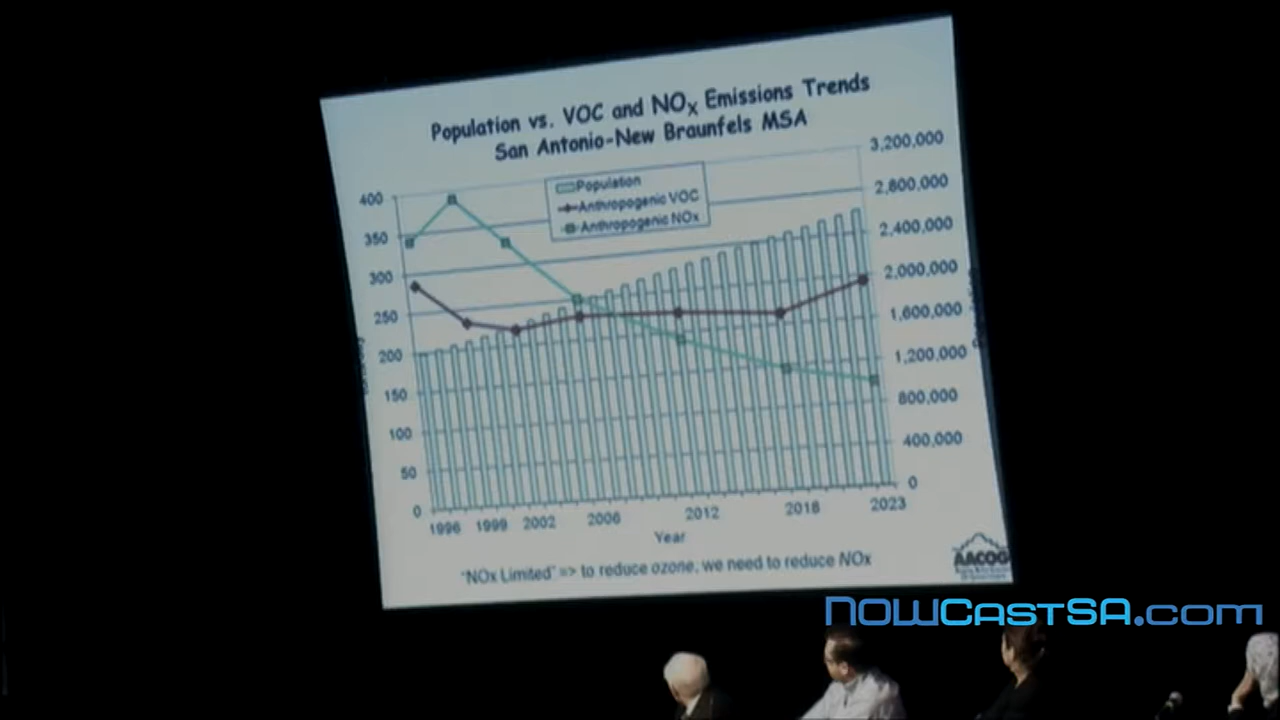 Population vs. VOC and NOx Emissions Trends
San Antonio-New Braunfels MSA
Population
Anthropogenic VOC
Anthropogenic NOx
400
350
300
250
200
150
100
50
0
3,200,000
2,800,000
2,400,000
2,000,000
1,600,000
1,200,000
800,000
400,000
0
1996 1999 2002 2006 2012 2018 2023
Year
"NOx Limited" => to reduce ozone, we need to reduce NOx
AACOG
NOWCastSA.com